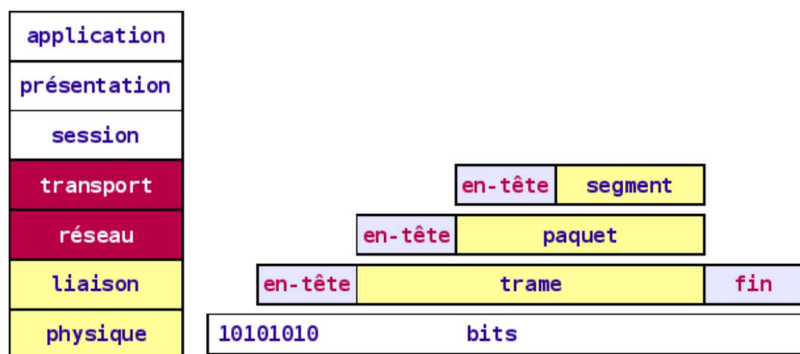 application
présentation
session
transport en-tête segment
réseau en-tête paquet
liaison en-tête trame fin
physique 10101010 bits